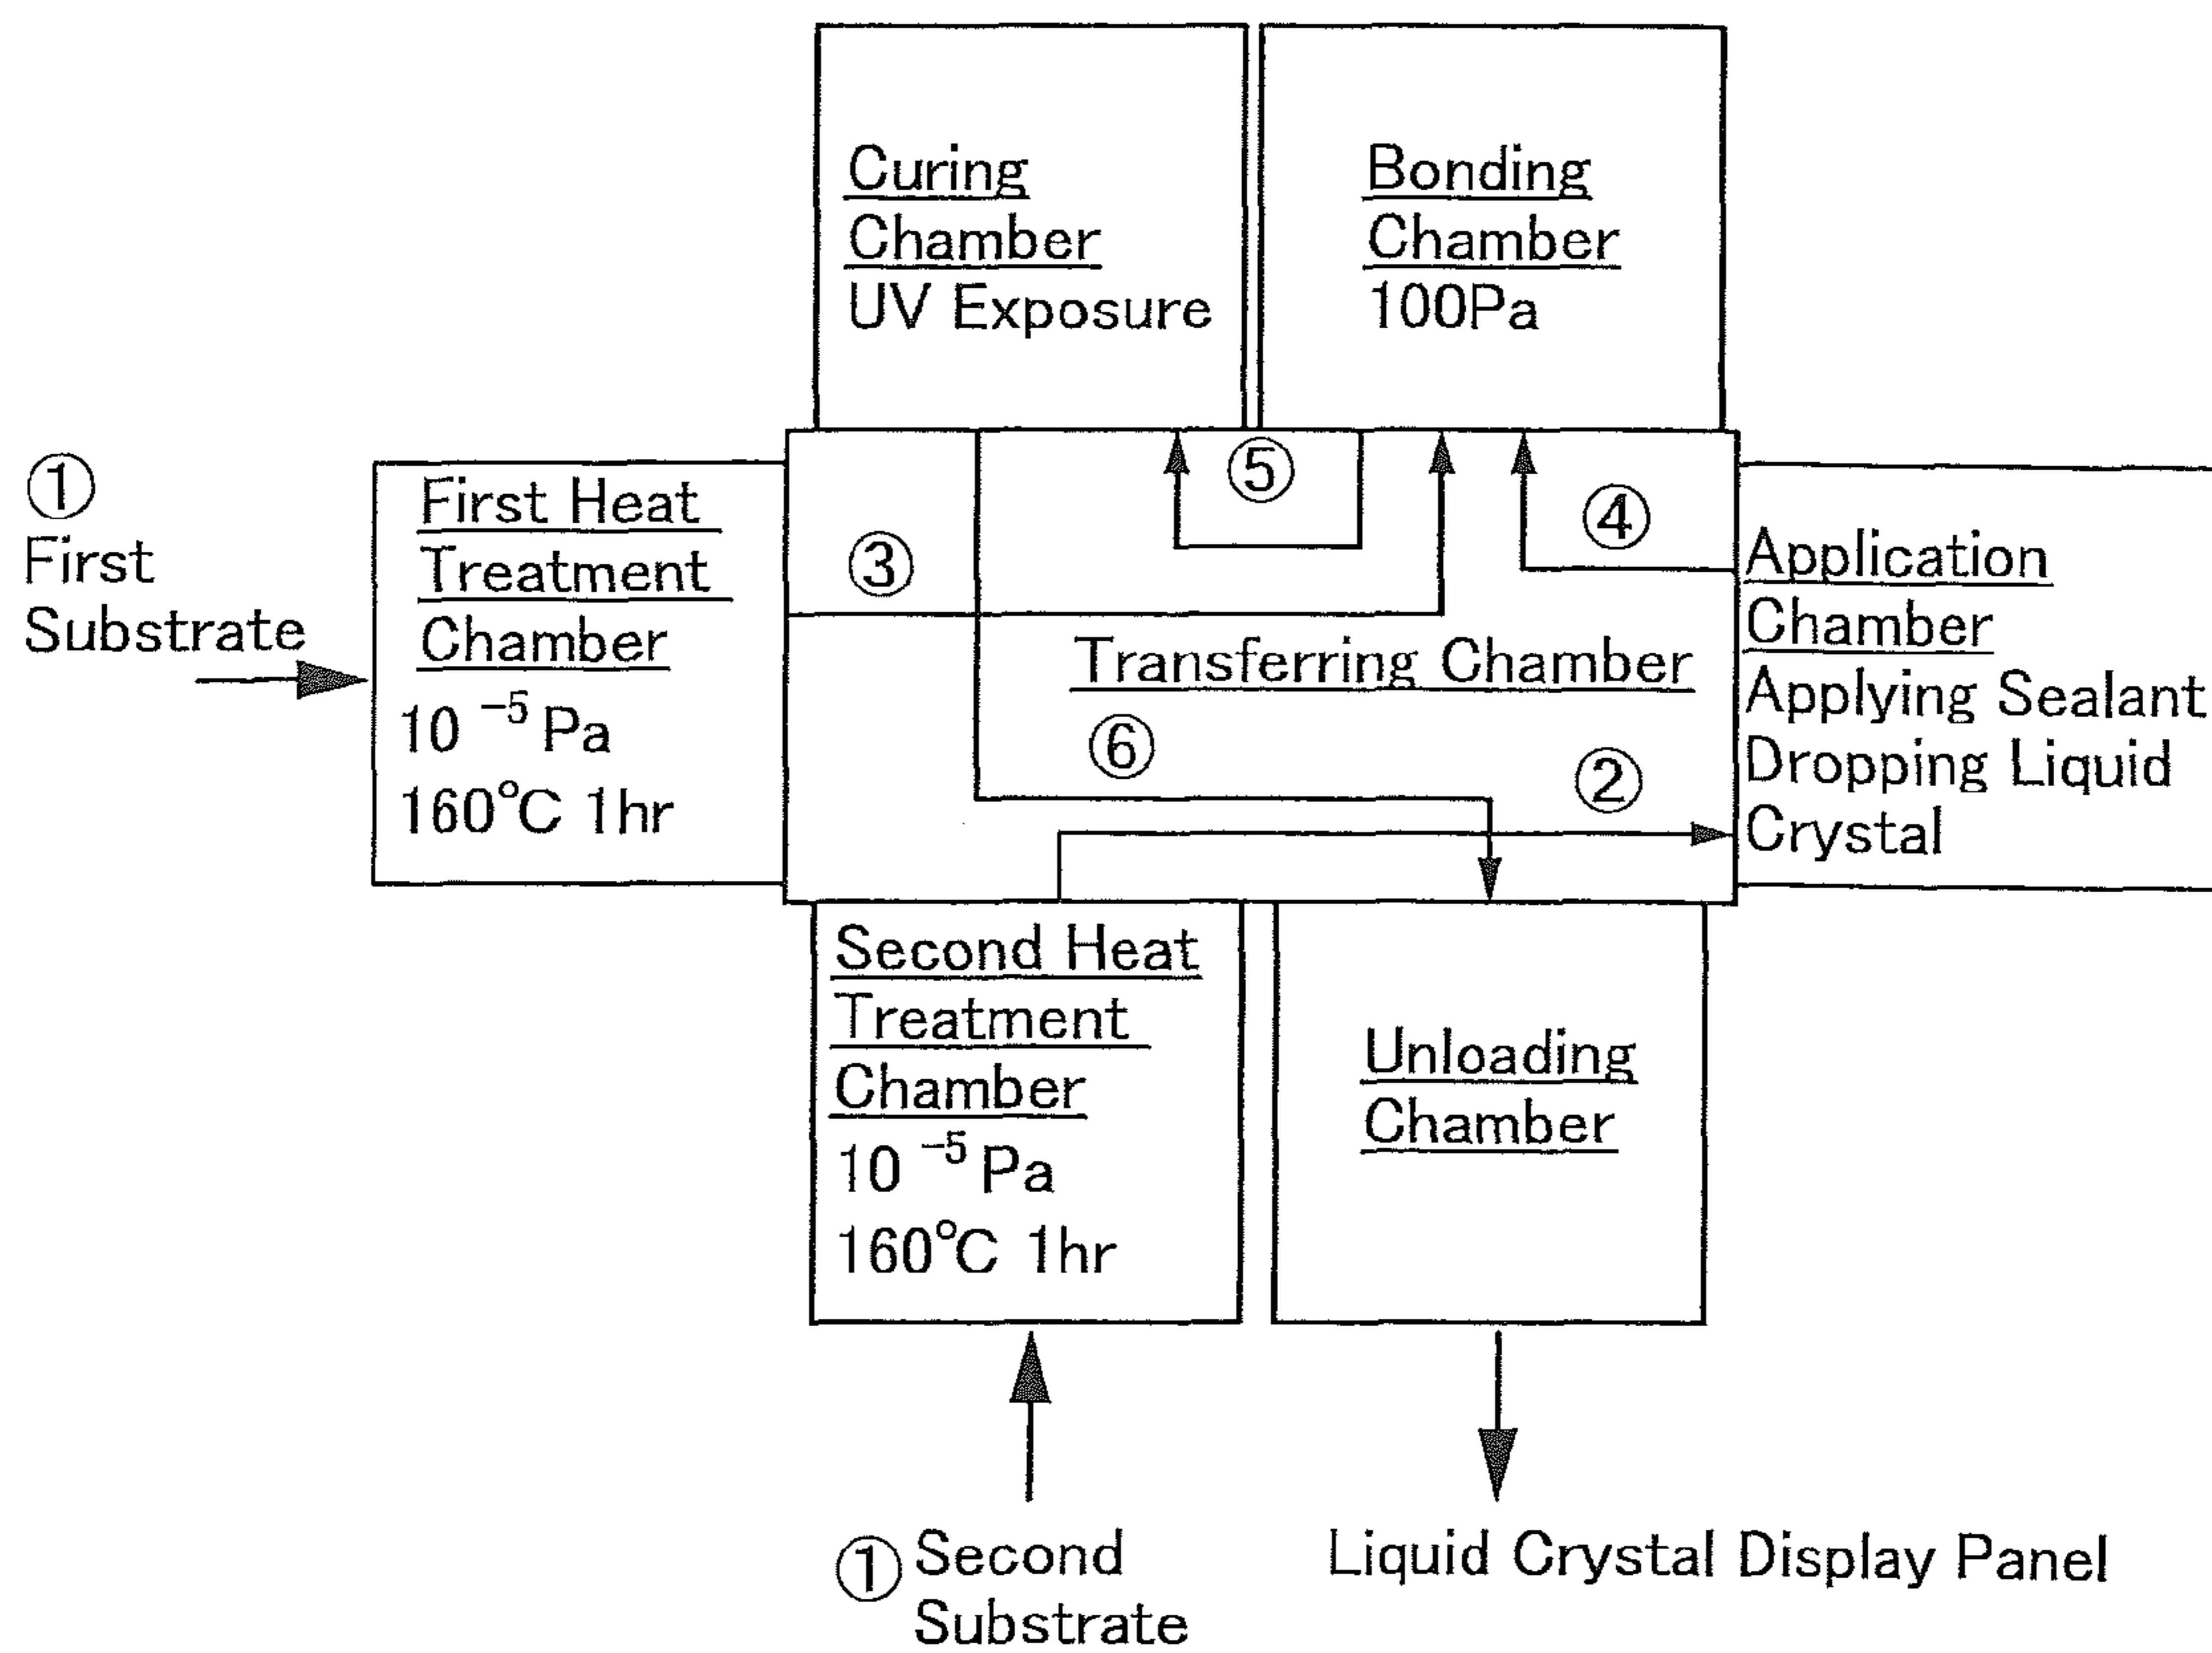 Curing
Chamber
UV Exposure
Bonding
Chamber
100Pa
①
First
Substrate
First Heat
Treatment
Chamber
10 ⁻⁵ Pa
160℃ 1hr
③
⑤
④
Transferring Chamber
⑥
②
Application
Chamber
Applying Sealant
Dropping Liquid
Crystal
Second Heat
Treatment
Chamber
10 ⁻⁵ Pa
160℃ 1hr
Unloading
Chamber
① Second
Substrate
Liquid Crystal Display Panel